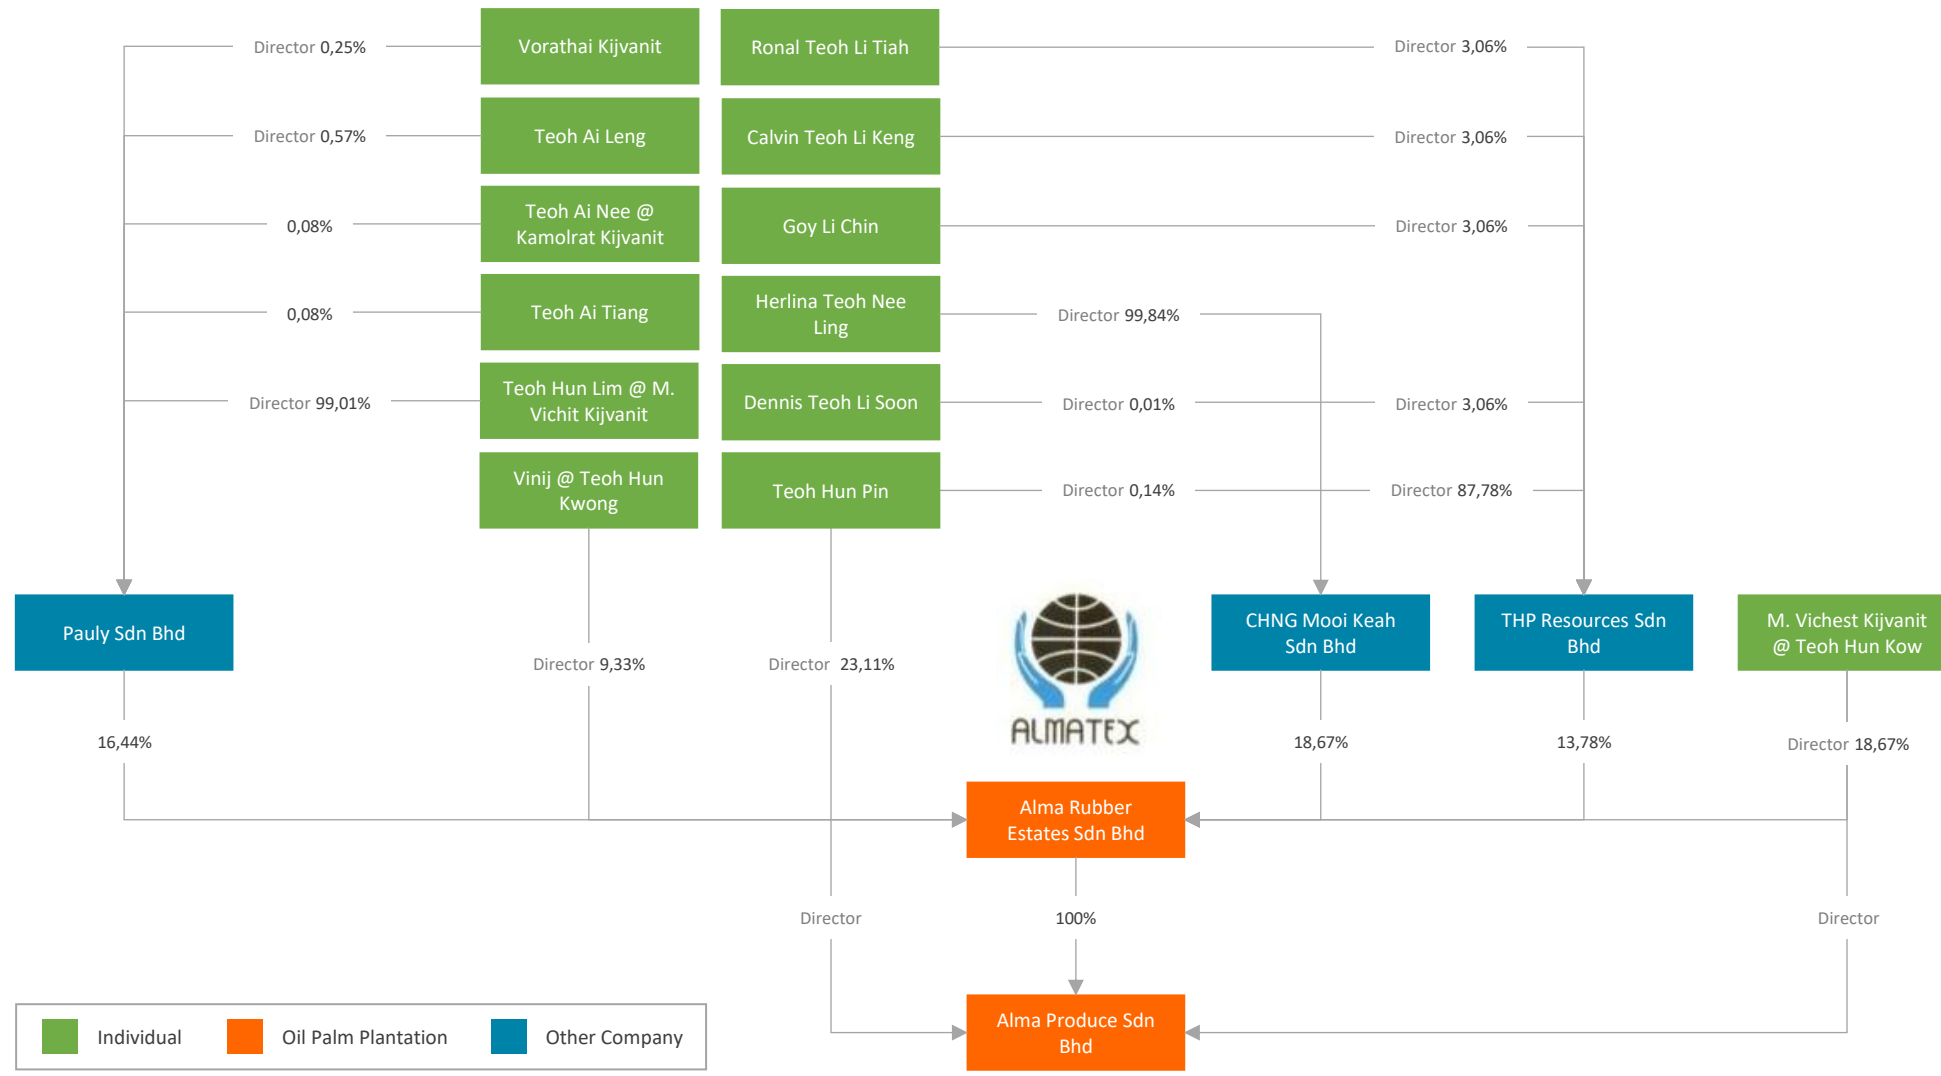 Director 0,25%
Vorathai Kijvanit
Ronal Teoh Li Tiah
Director 3,06%
Director 0,57%
Teoh Ai Leng
Calvin Teoh Li Keng
Director 3,06%
0,08%
Teoh Ai Nee @
Kamolrat Kijvanit
Goy Li Chin
Director 3,06%
0,08%
Teoh Ai Tiang
Herlina Teoh Nee
Ling
Director 99,84%
Director 99,01%
Teoh Hun Lim @ M.
Vichit Kijvanit
Dennis Teoh Li Soon
Director 0,01%
Director 3,06%
Vinij @ Teoh Hun
Kwong
Teoh Hun Pin
Director 0,14%
Director 87,78%
Pauly Sdn Bhd
Director 9,33%
Director 23,11%
ALMATEX
CHNG Mooi Keah
Sdn Bhd
THP Resources Sdn
Bhd
M. Vichest Kijvanit
@ Teoh Hun Kow
16,44%
18,67%
13,78%
Director 18,67%
Alma Rubber
Estates Sdn Bhd
Director
100%
Director
Alma Produce Sdn
Bhd
Individual
Oil Palm Plantation
Other Company